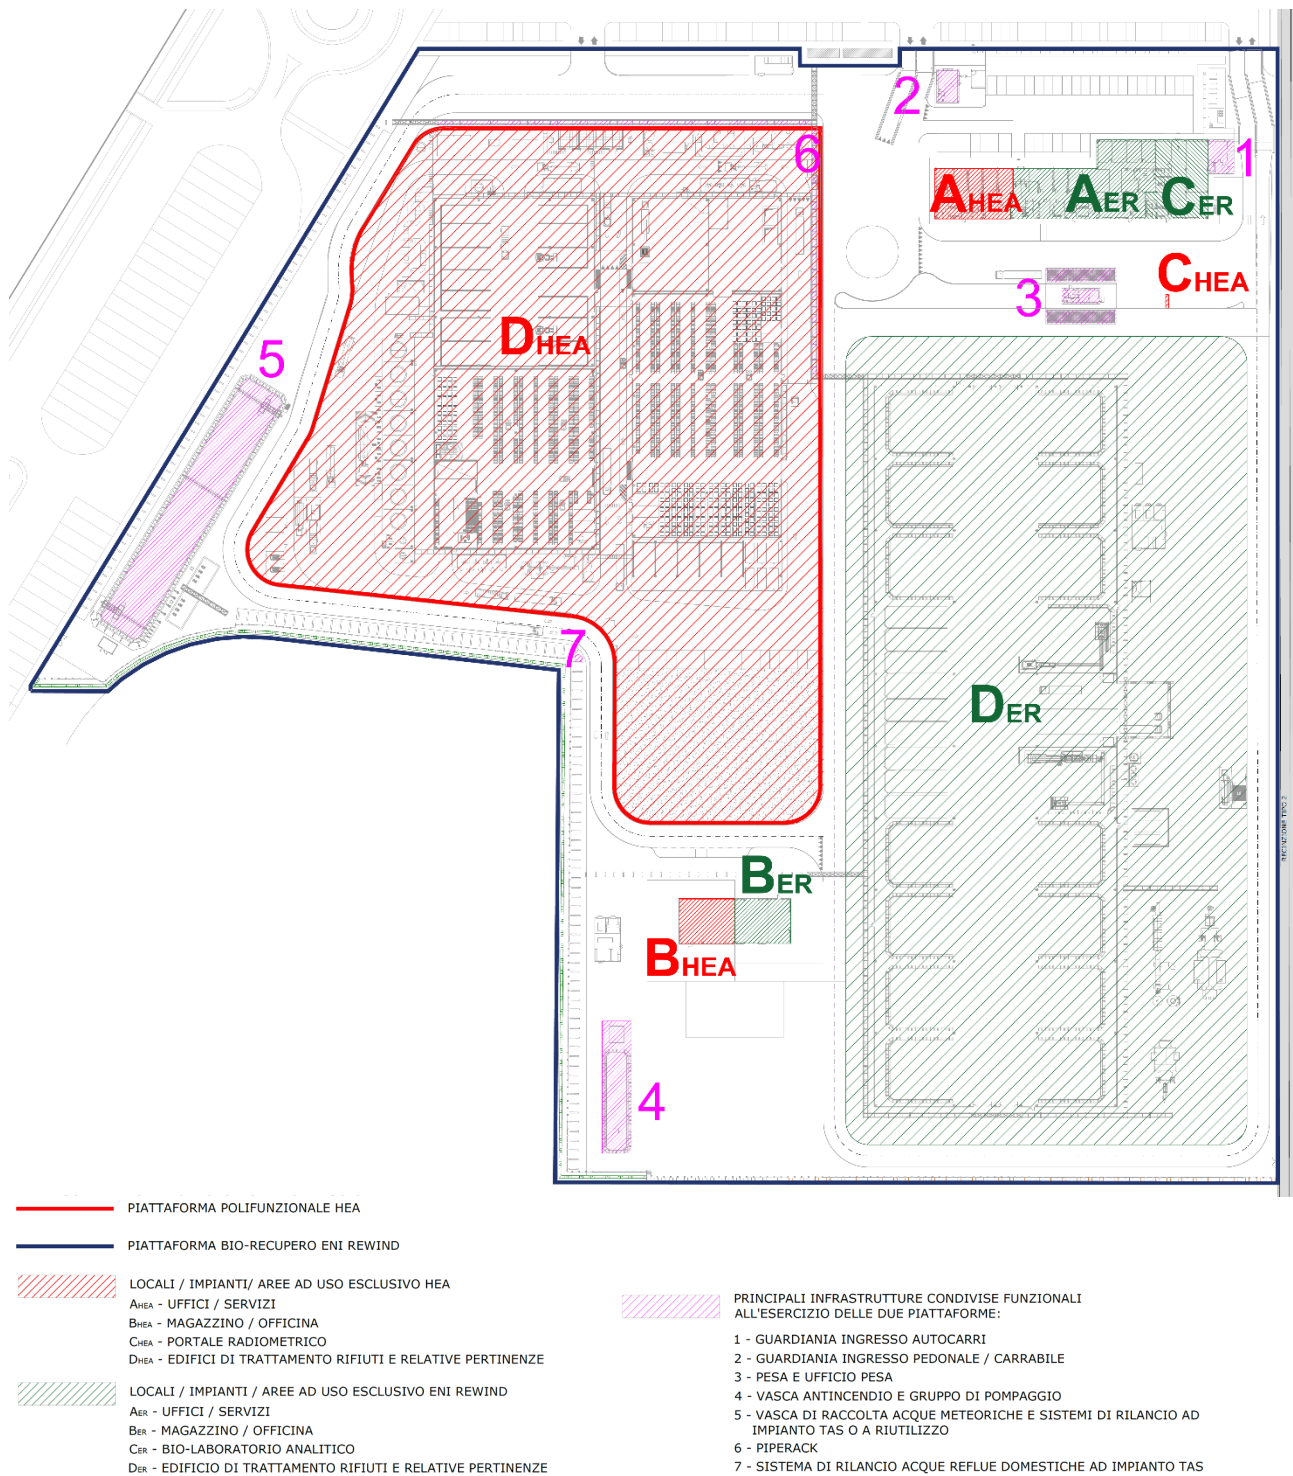 2
6
1
AHEA
AER
CER
CHEA
3
DHEA
5
7
DER
RECINZIONE TIPO 2
BER
BHEA
4
PIATTAFORMA POLIFUNZIONALE HEA
PIATTAFORMA BIO-RECUPERO ENI REWIND
LOCALI / IMPIANTI/ AREE AD USO ESCLUSIVO HEA
AHEA - UFFICI / SERVIZI
BHEA - MAGAZZINO / OFFICINA
CHEA - PORTALE RADIOMETRICO
DHEA - EDIFICI DI TRATTAMENTO RIFIUTI E RELATIVE PERTINENZE
LOCALI / IMPIANTI / AREE AD USO ESCLUSIVO ENI REWIND
AER - UFFICI / SERVIZI
BER - MAGAZZINO / OFFICINA
CER - BIO-LABORATORIO ANALITICO
DER - EDIFICIO DI TRATTAMENTO RIFIUTI E RELATIVE PERTINENZE
PRINCIPALI INFRASTRUTTURE CONDIVISE FUNZIONALI
ALL'ESERCIZIO DELLE DUE PIATTAFORME:
1 - GUARDIANIA INGRESSO AUTOCARRI
2 - GUARDIANIA INGRESSO PEDONALE / CARRABILE
3 - PESA E UFFICIO PESA
4 - VASCA ANTINCENDIO E GRUPPO DI POMPAGGIO
5 - VASCA DI RACCOLTA ACQUE METEORICHE E SISTEMI DI RILANCIO AD
IMPIANTO TAS O A RIUTILIZZO
6 - PIPERACK
7 - SISTEMA DI RILANCIO ACQUE REFLUE DOMESTICHE AD IMPIANTO TAS